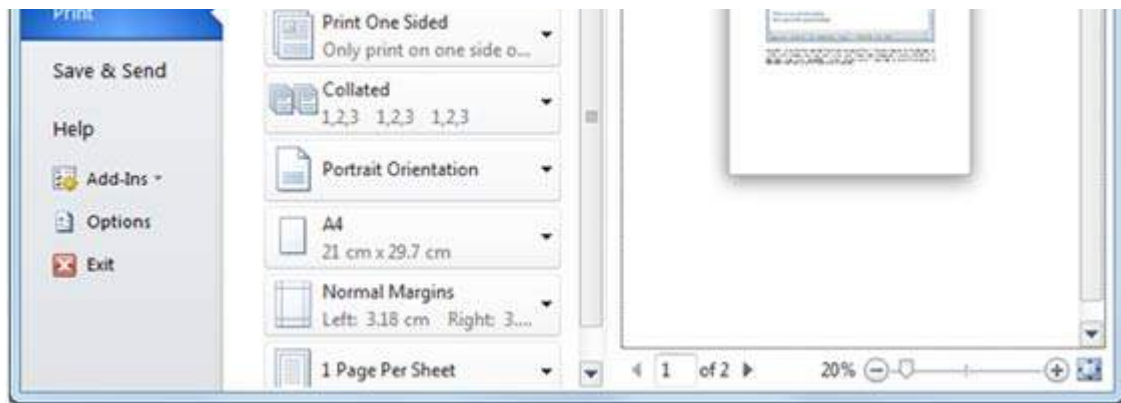 Print
Save & Send
Help
Add-Ins
Options
Exit
Print One Sided
Only print on one side o...
Collated
1,2,3 1,2,3 1,2,3
Portrait Orientation
A4
21 cm x 29.7 cm
Normal Margins
Left: 3.18 cm Right: 3....
1 Page Per Sheet
1 of 2
20%